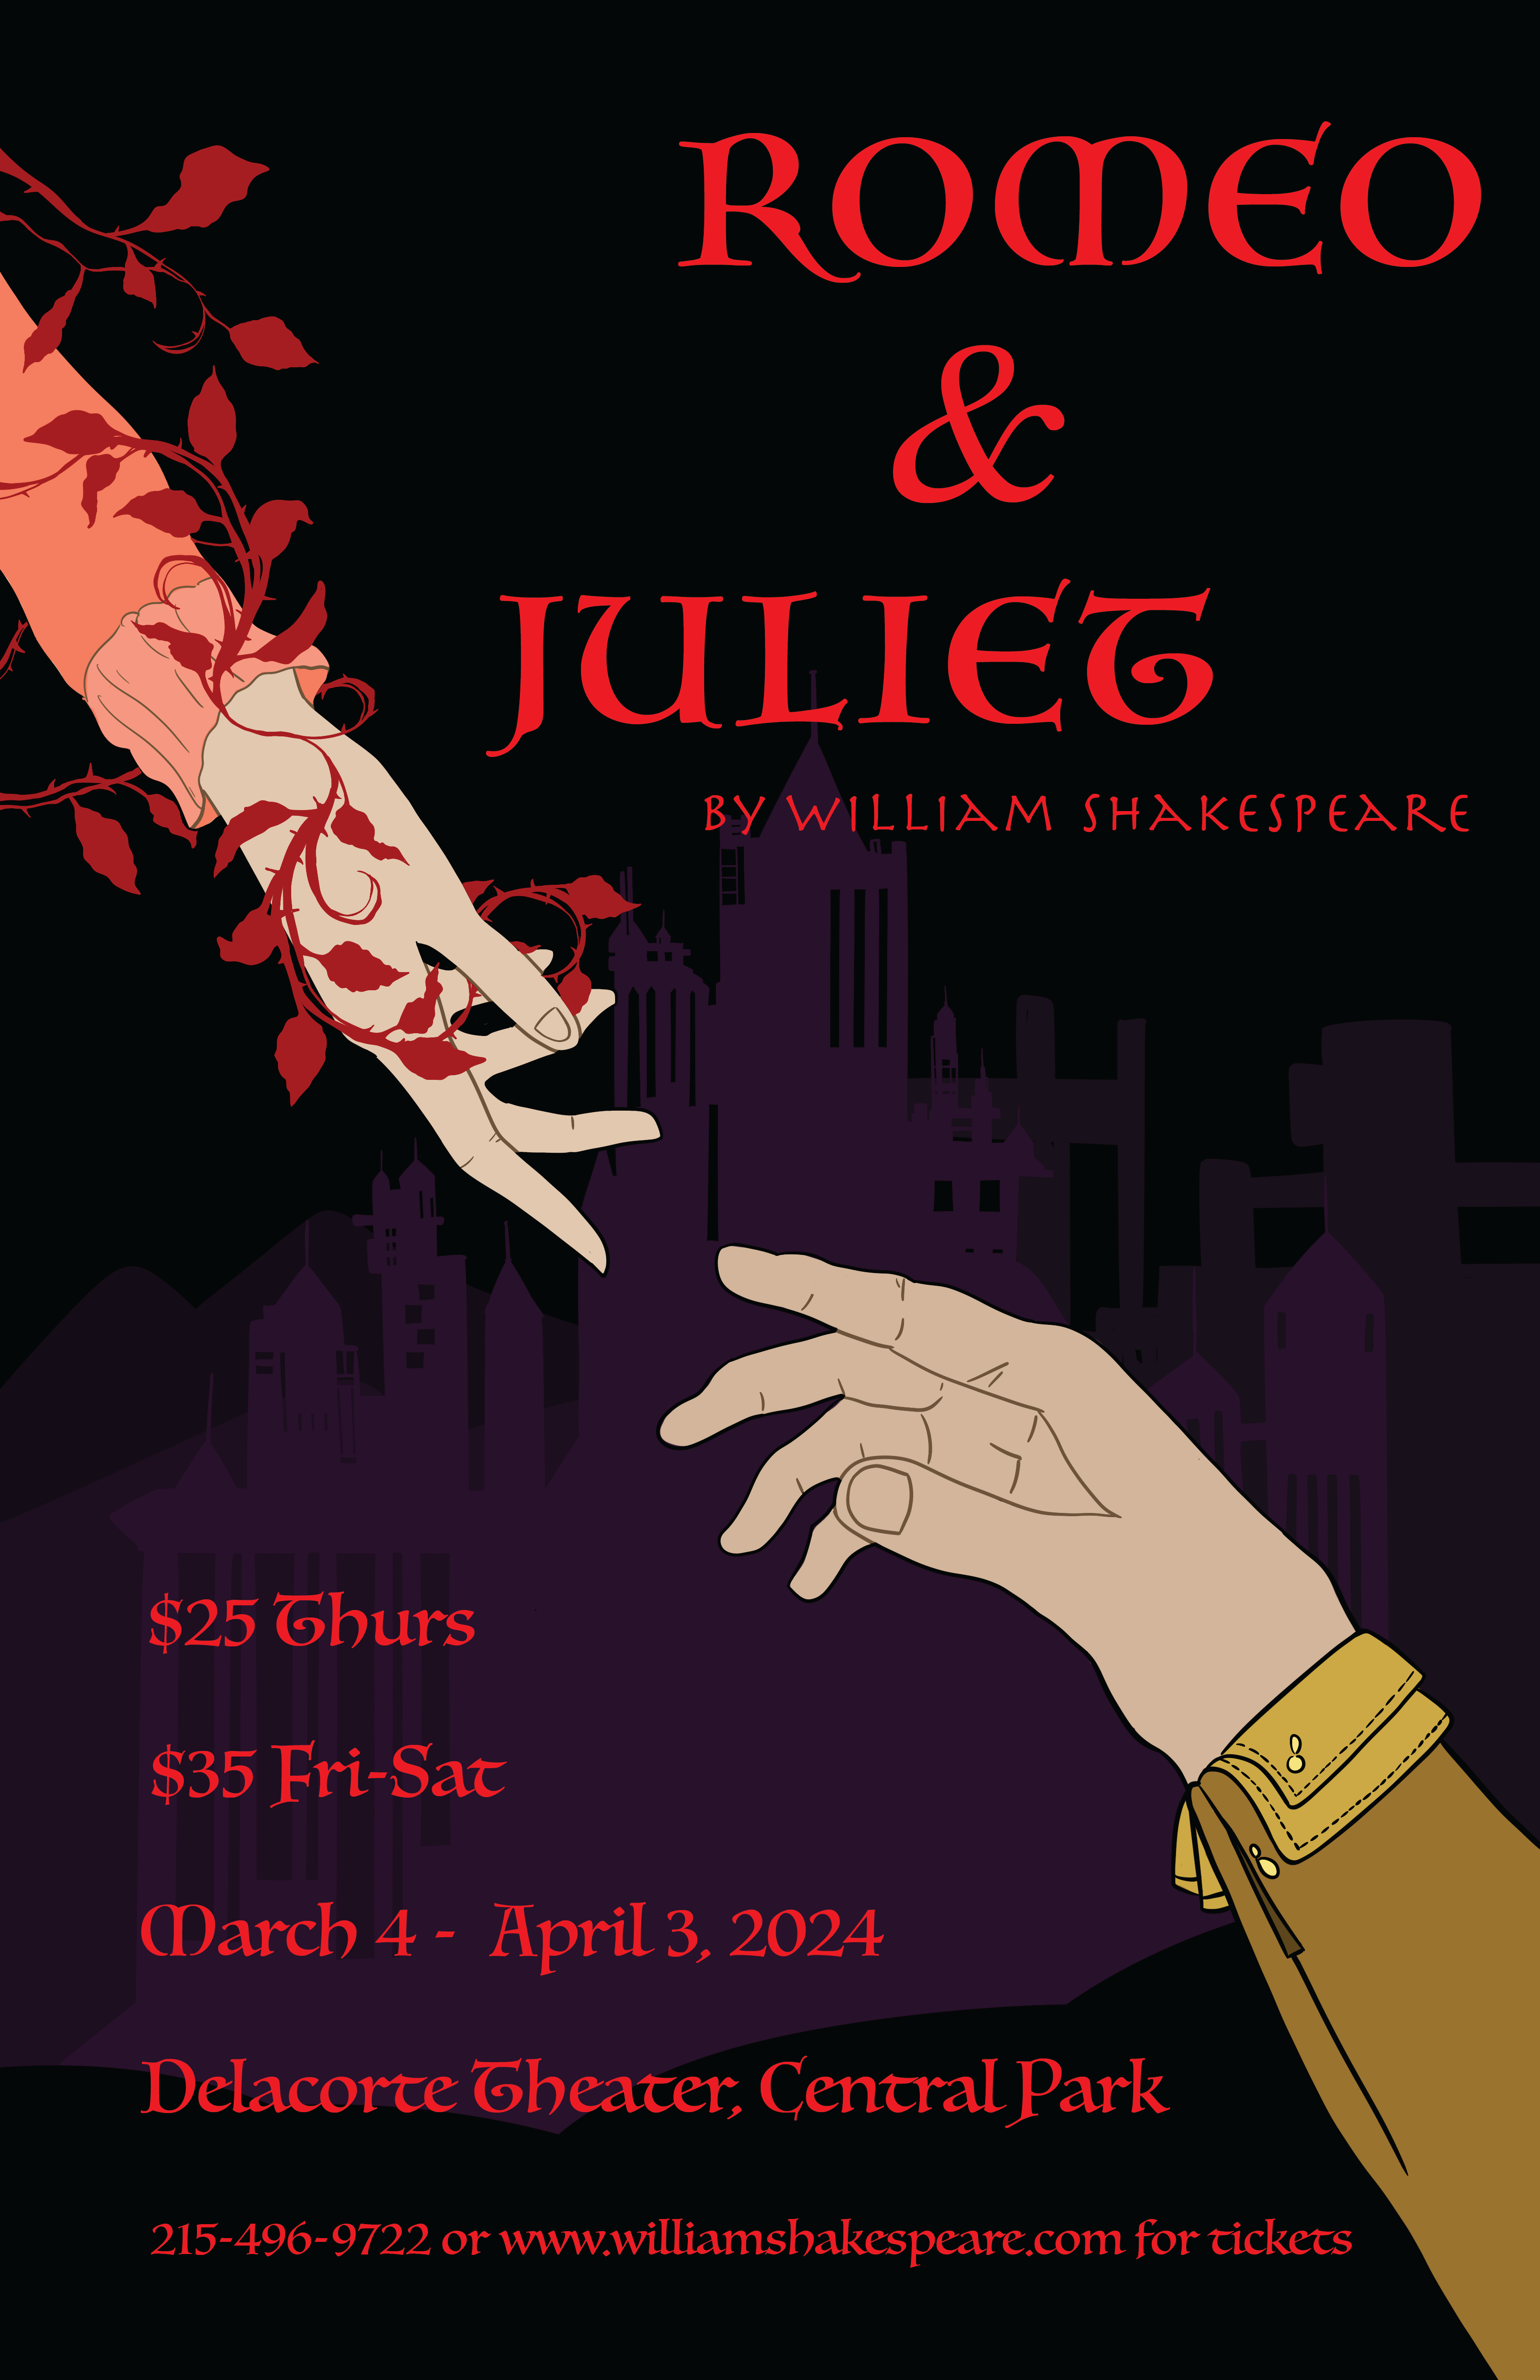 ROMEO
&
JULIET
BY WILLIAM SHAKESPEARE
$25 Thurs
$35 Fri-Sat
March 4 - April 3, 2024
Delacorte Theater, Central Park
215-496-9722 or www.williamshakespeare.com for tickets